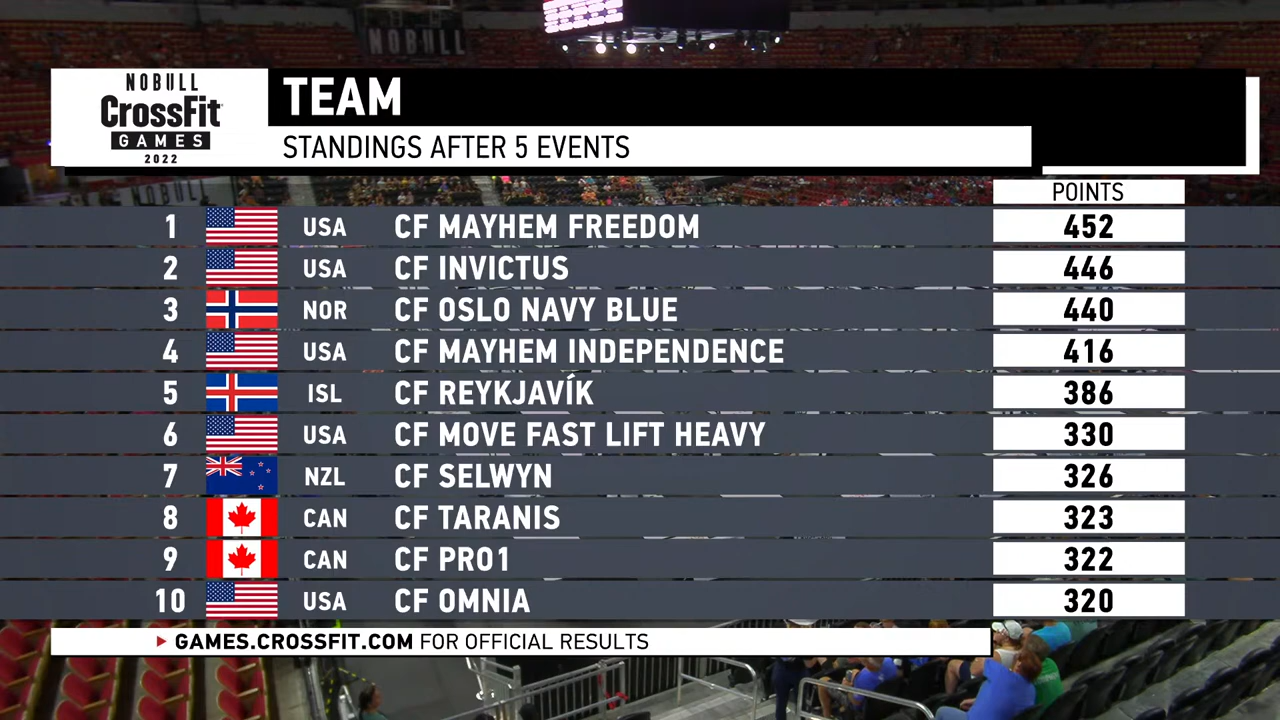 NOBULL
NOBULL
CrossFit
GAMES
2022
TEAM
STANDINGS AFTER 5 EVENTS
NOBULL
POINTS
1 USA CF MAYHEM FREEDOM 452
2 USA CF INVICTUS 446
3 NOR CF OSLO NAVY BLUE 440
4 USA CF MAYHEM INDEPENDENCE 416
5 ISL CF REYKJAVÍK 386
6 USA CF MOVE FAST LIFT HEAVY 330
7 NZL CF SELWYN 326
8 CAN CF TARANIS 323
9 CAN CF PRO1 322
10 USA CF OMNIA 320
GAMES.CROSSFIT.COM FOR OFFICIAL RESULTS